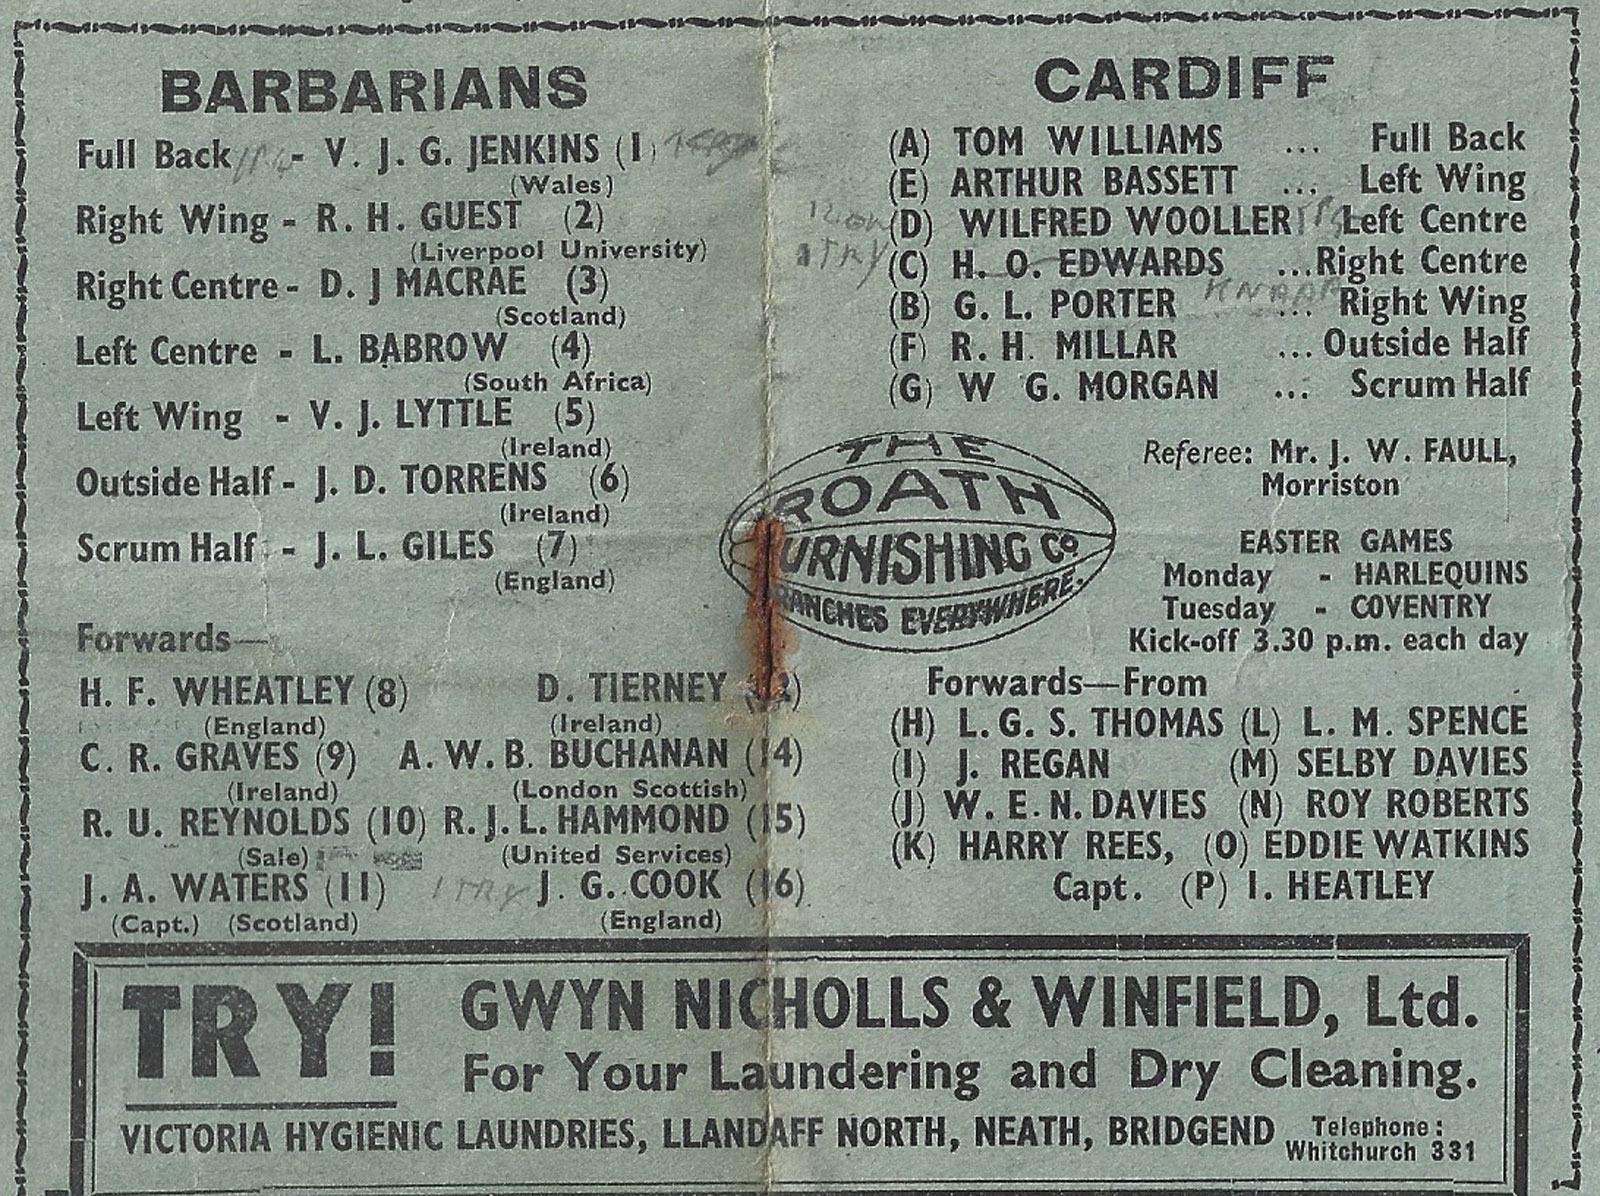 BARBARIANS
Full Back - V. J. G. JENKINS (1)
(Wales)
Right Wing - R. H. GUEST (2)
(Liverpool University)
Right Centre - D. J MACRAE (3)
(Scotland)
Left Centre - L. BABROW (4)
(South Africa)
Left Wing - V. J. LYTTLE (5)
(Ireland)
Outside Half - J. D. TORRENS (6)
(Ireland)
Scrum Half - J. L. GILES (7)
(England)
Forwards—
H. F. WHEATLEY (8) D. TIERNEY
(England) (Ireland)
C. R. GRAVES (9) A. W. B. BUCHANAN (14)
(Ireland) (London Scottish)
R. U. REYNOLDS (10) R. J. L. HAMMOND (15)
(Sale) (United Services)
J. A. WATERS (11) 1 TRY J. G. COOK (16)
(Capt.) (Scotland) (England)
CARDIFF
(A) TOM WILLIAMS ... Full Back
(E) ARTHUR BASSETT ... Left Wing
(D) WILFRED WOOLLER Left Centre
1 TRY
(C) H. O. EDWARDS ... Right Centre
(B) G. L. PORTER ... Right Wing
(F) R. H. MILLAR ... Outside Half
(G) W G. MORGAN ... Scrum Half
Referee: Mr. J. W. FAULL,
Morriston
THE
ROATH
FURNISHING Co.
BRANCHES EVERYWHERE.
EASTER GAMES
Monday - HARLEQUINS
Tuesday - COVENTRY
Kick-off 3.30 p.m. each day
Forwards—From
(H) L. G. S. THOMAS (L) L. M. SPENCE
(I) J. REGAN (M) SELBY DAVIES
(J) W. E. N. DAVIES (N) ROY ROBERTS
(K) HARRY REES, (O) EDDIE WATKINS
Capt. (P) I. HEATLEY
TRY!
GWYN NICHOLLS & WINFIELD, Ltd.
For Your Laundering and Dry Cleaning.
VICTORIA HYGIENIC LAUNDRIES, LLANDAFF NORTH, NEATH, BRIDGEND
Telephone:
Whitchurch 331